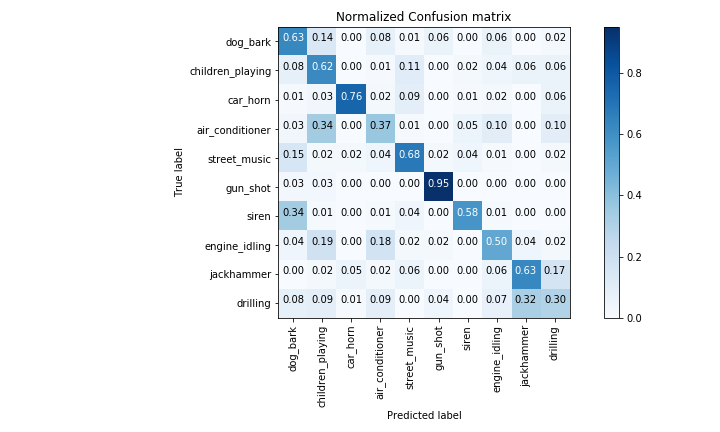 Normalized Confusion matrix
True label
dog_bark 0.63 0.14 0.00 0.08 0.01 0.06 0.00 0.06 0.00 0.02
children_playing 0.08 0.62 0.00 0.01 0.11 0.00 0.02 0.04 0.06 0.06
car_horn 0.01 0.03 0.76 0.02 0.09 0.00 0.01 0.02 0.00 0.06
air_conditioner 0.03 0.34 0.00 0.37 0.01 0.00 0.05 0.10 0.00 0.10
street_music 0.15 0.02 0.02 0.04 0.68 0.02 0.04 0.01 0.00 0.02
gun_shot 0.03 0.03 0.00 0.00 0.00 0.95 0.00 0.00 0.00 0.00
siren 0.34 0.01 0.00 0.01 0.04 0.00 0.58 0.01 0.00 0.00
engine_idling 0.04 0.19 0.00 0.18 0.02 0.02 0.00 0.50 0.04 0.02
jackhammer 0.00 0.02 0.05 0.02 0.06 0.00 0.00 0.06 0.63 0.17
drilling 0.08 0.09 0.01 0.09 0.00 0.04 0.00 0.07 0.32 0.30
dog_bark
children_playing
car_horn
air_conditioner
street_music
gun_shot
siren
engine_idling
jackhammer
drilling
Predicted label
0.8
0.6
0.4
0.2
0.0